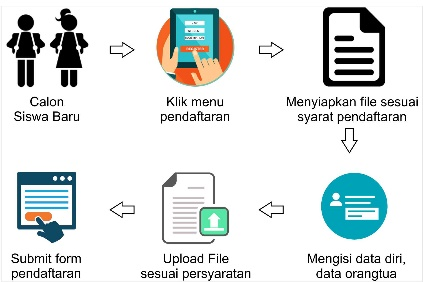 Calon
Siswa Baru
Klik menu
pendaftaran
Menyiapkan file sesuai
syarat pendaftaran
Mengisi data diri,
data orangtua
Upload File
sesuai persyaratan
Submit form
pendaftaran